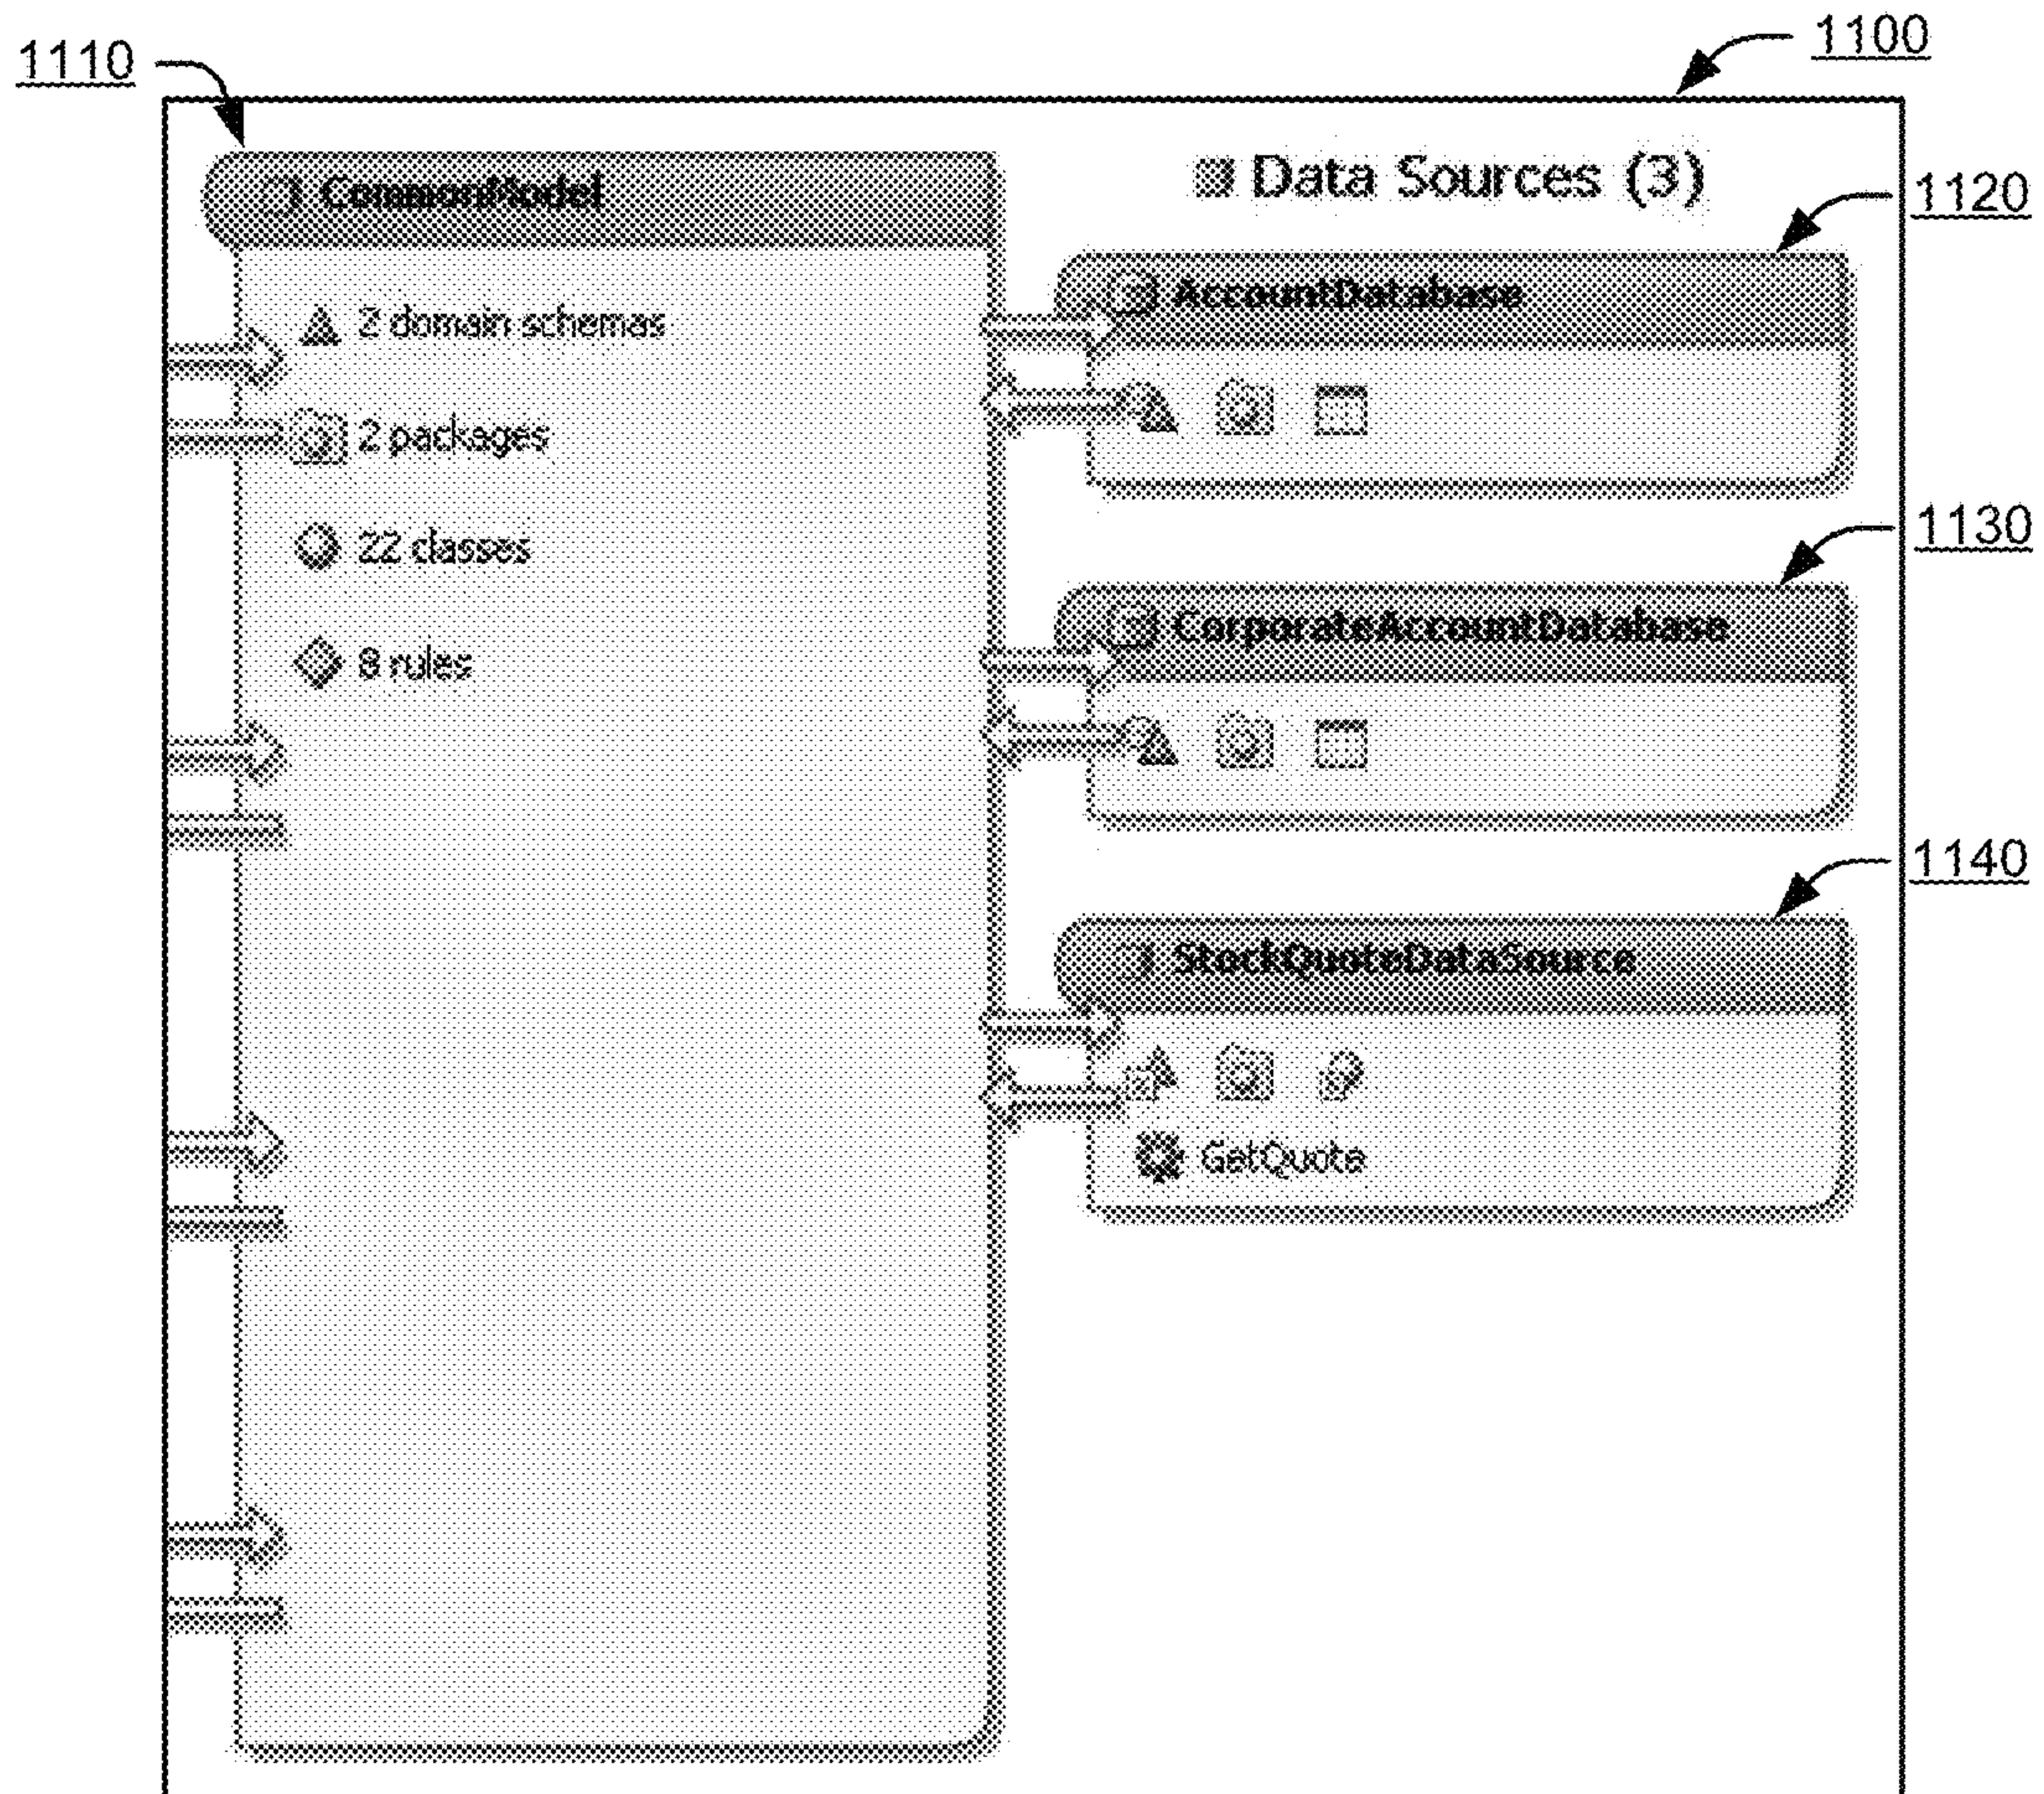 1100
1110
CommonModel
Data Sources (3)
1120
AccountDatabase
2 domain schemas
2 packages
1130
22 classes
CorporateAccountDatabase
8 rules
1140
StockQuoteDataSource
GetQuote